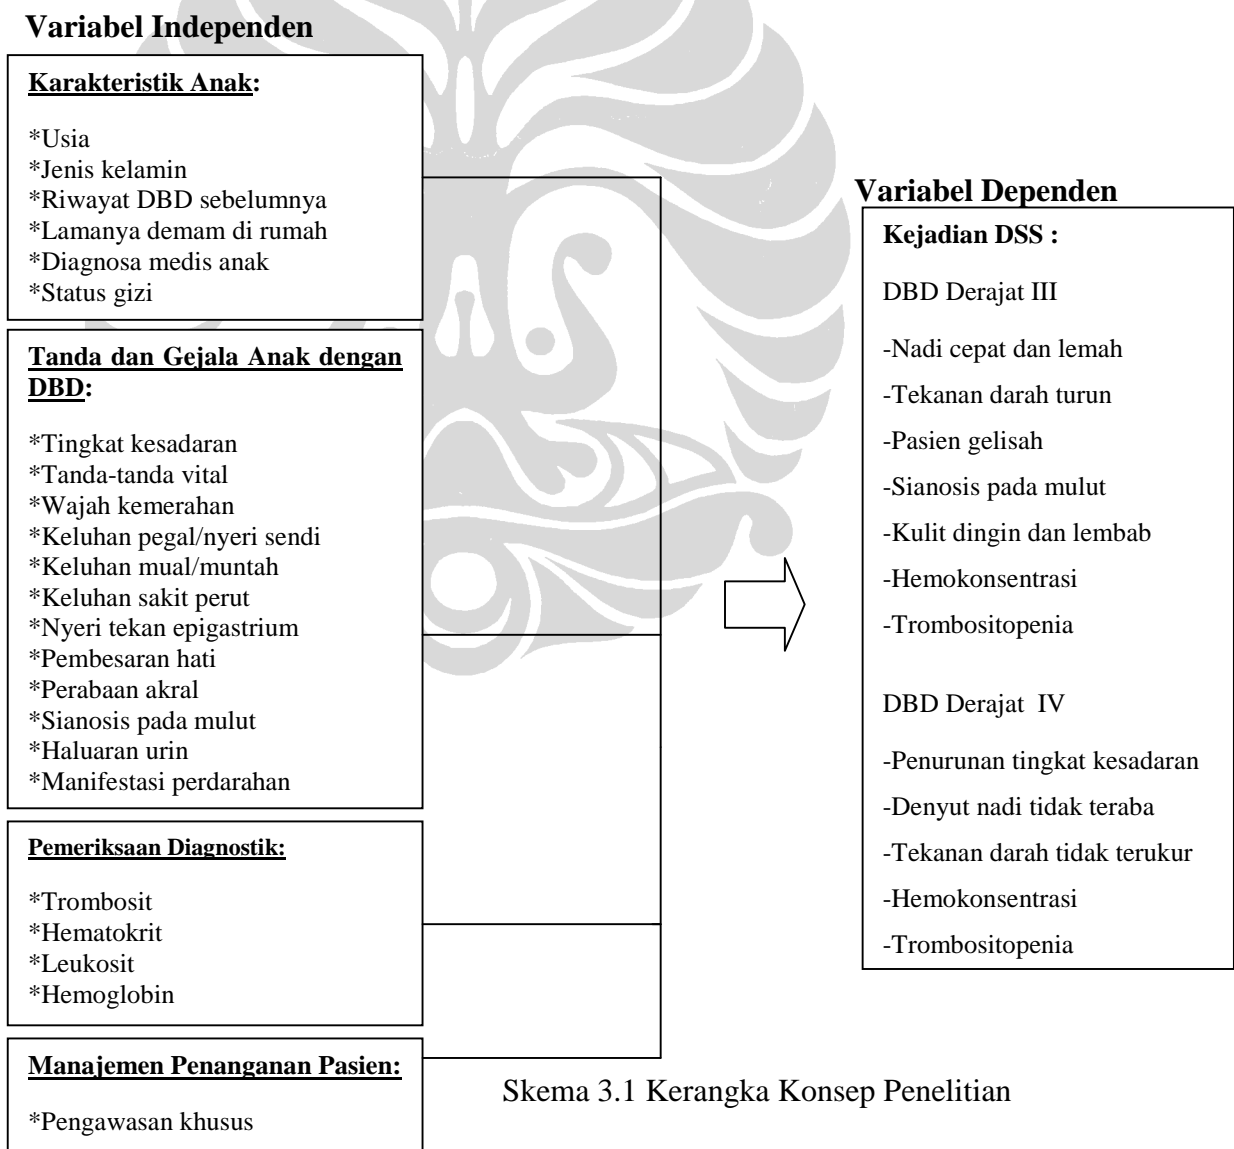 Variabel Independen
Karakteristik Anak:
*Usia
*Jenis kelamin
*Riwayat DBD sebelumnya
*Lamanya demam di rumah
*Diagnosa medis anak
*Status gizi
Tanda dan Gejala Anak dengan
DBD:
*Tingkat kesadaran
*Tanda-tanda vital
*Wajah kemerahan
*Keluhan pegal/nyeri sendi
*Keluhan mual/muntah
*Keluhan sakit perut
*Nyeri tekan epigastrium
*Pembesaran hati
*Perabaan akral
*Sianosis pada mulut
*Haluaran urin
*Manifestasi perdarahan
Pemeriksaan Diagnostik:
*Trombosit
*Hematokrit
*Leukosit
*Hemoglobin
Manajemen Penanganan Pasien:
*Pengawasan khusus
Variabel Dependen
Kejadian DSS :
DBD Derajat III
-Nadi cepat dan lemah
-Tekanan darah turun
-Pasien gelisah
-Sianosis pada mulut
-Kulit dingin dan lembab
-Hemokonsentrasi
-Trombositopenia
DBD Derajat  IV
-Penurunan tingkat kesadaran
-Denyut nadi tidak teraba
-Tekanan darah tidak terukur
-Hemokonsentrasi
-Trombositopenia
Skema 3.1 Kerangka Konsep Penelitian